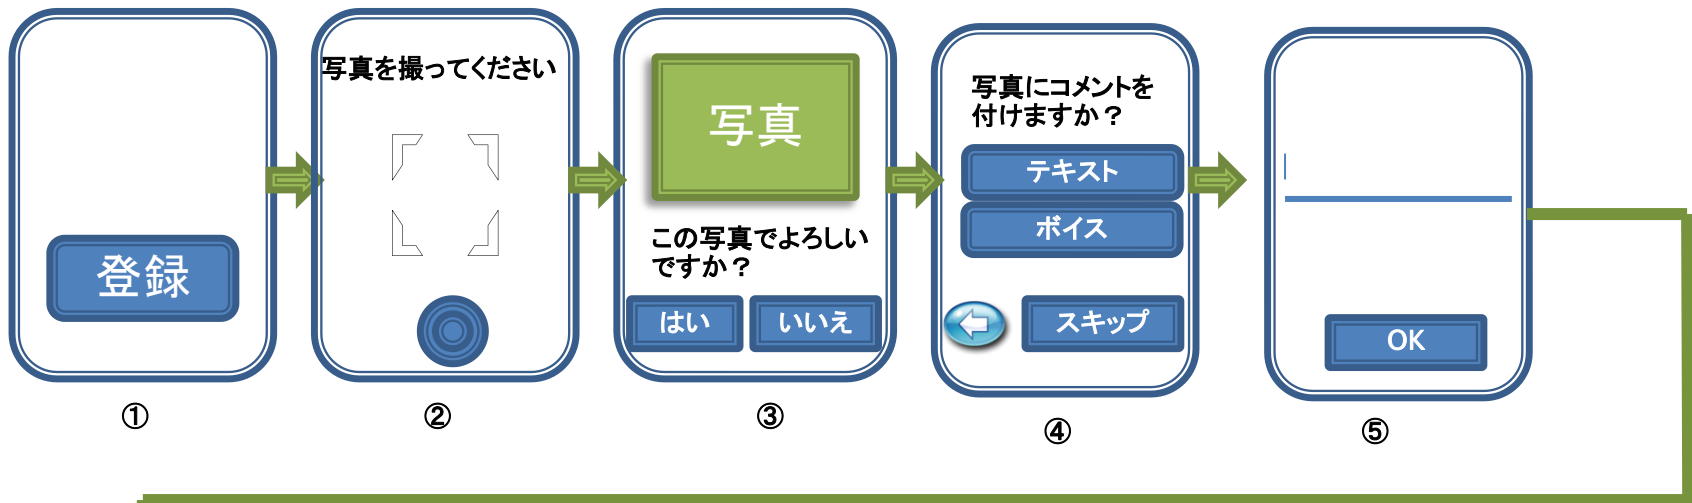 登録
①
写真を撮ってください
②
写真
この写真でよろしい
ですか？
はい
いいえ
③
写真にコメントを
付けますか？
テキスト
ボイス
スキップ
④
OK
⑤